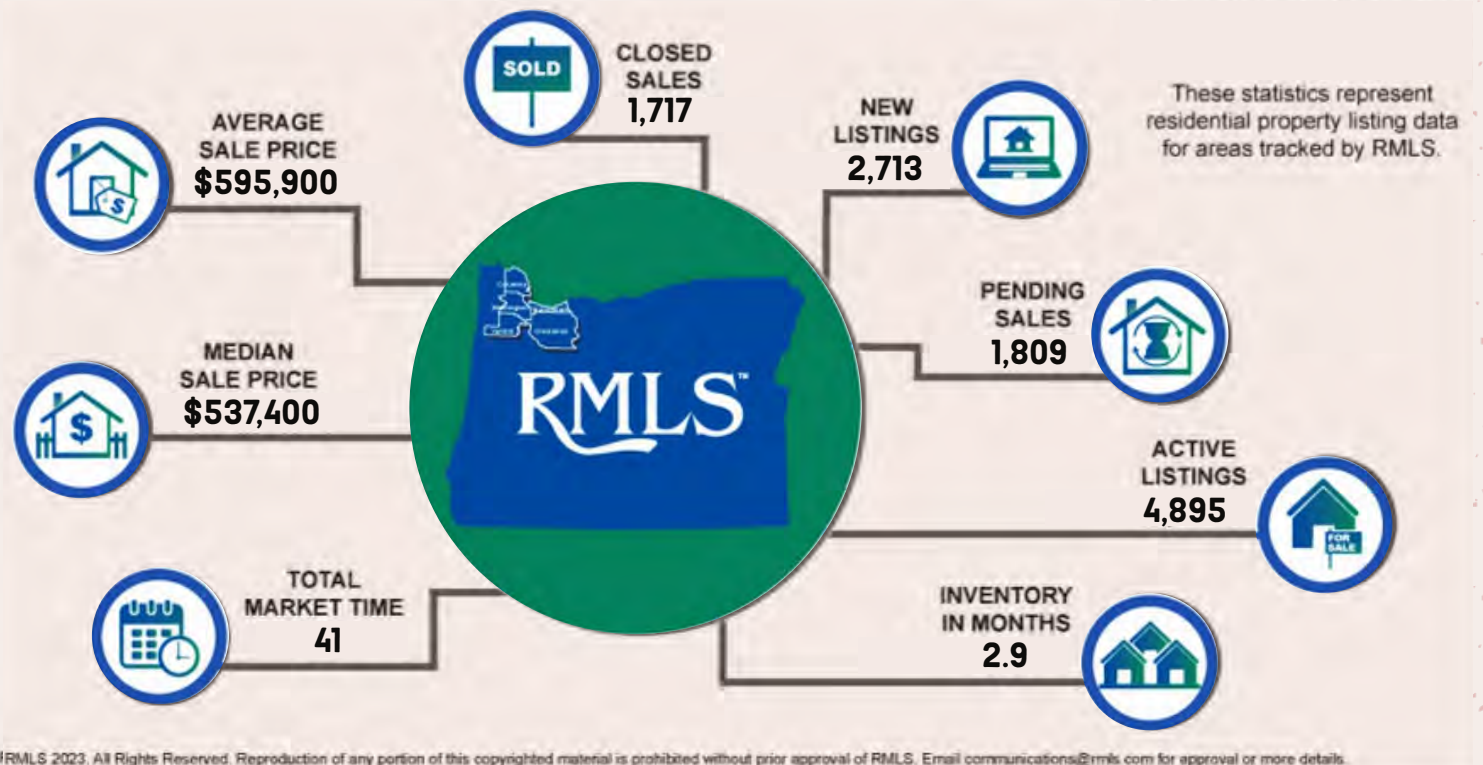 SOLD
CLOSED
SALES
1,717
AVERAGE
SALE PRICE
$595,900
NEW
LISTINGS
2,713
These statistics represent
residential property listing data
for areas tracked by RMLS.
MEDIAN
SALE PRICE
$537,400
$
$
RMLS™
PENDING
SALES
1,809
ACTIVE
LISTINGS
4,895
FOR
SALE
TOTAL
MARKET TIME
41
INVENTORY
IN MONTHS
2.9
RMLS 2023. All Rights Reserved. Reproduction of any portion of this copyrighted material is prohibited without prior approval of RMLS. Email communications@rmls.com for approval or more details.